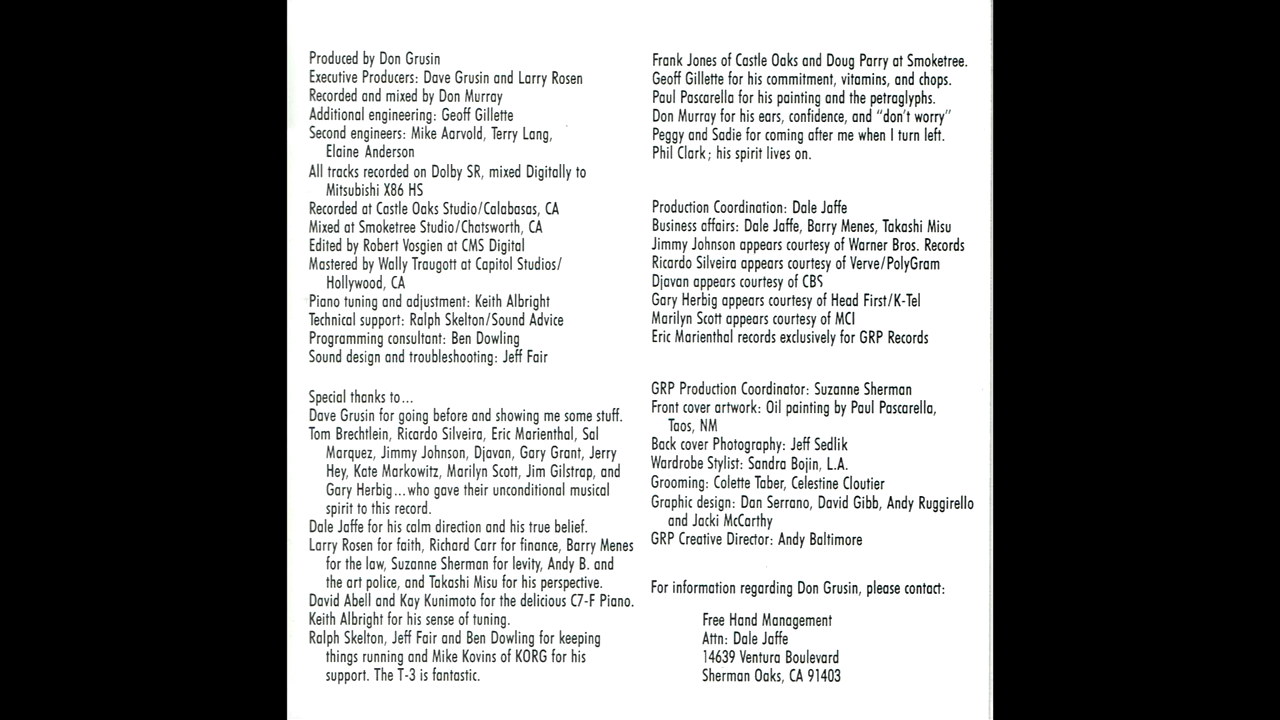 Produced by Don Grusin
Executive Producers: Dave Grusin and Larry Rosen
Recorded and mixed by Don Murray
Additional engineering: Geoff Gillette
Second engineers: Mike Aarvold, Terry Lang,
Elaine Anderson
All tracks recorded on Dolby SR, mixed Digitally to
Mitsubishi X86 HS
Recorded at Castle Oaks Studio/Calabasas, CA
Mixed at Smoketree Studio/Chatsworth, CA
Edited by Robert Vosgien at CMS Digital
Mastered by Wally Traugott at Capitol Studios/
Hollywood, CA
Piano tuning and adjustment: Keith Albright
Technical support: Ralph Skelton/Sound Advice
Programming consultant: Ben Dowling
Sound design and troubleshooting: Jeff Fair
Special thanks to...
Dave Grusin for going before and showing me some stuff.
Tom Brechtlein, Ricardo Silveira, Eric Marienthal, Sal
Marquez, Jimmy Johnson, Djavan, Gary Grant, Jerry
Hey, Kate Markowitz, Marilyn Scott, Jim Gilstrap, and
Gary Herbig...who gave their unconditional musical
spirit to this record.
Dale Jaffe for his calm direction and his true belief.
Larry Rosen for faith, Richard Carr for finance, Barry Menes
for the law, Suzanne Sherman for levity, Andy B. and
the art police, and Takashi Misu for his perspective.
David Abell and Kay Kunimoto for the delicious C7-F Piano.
Keith Albright for his sense of tuning.
Ralph Skelton, Jeff Fair and Ben Dowling for keeping
things running and Mike Kovins of KORG for his
support. The T-3 is fantastic.
Frank Jones of Castle Oaks and Doug Parry at Smoketree.
Geoff Gillette for his commitment, vitamins, and chops.
Paul Pascarella for his painting and the petraglyphs.
Don Murray for his ears, confidence, and "don't worry"
Peggy and Sadie for coming after me when I turn left.
Phil Clark; his spirit lives on.
Production Coordination: Dale Jaffe
Business affairs: Dale Jaffe, Barry Menes, Takashi Misu
Jimmy Johnson appears courtesy of Warner Bros. Records
Ricardo Silveira appears courtesy of Verve/PolyGram
Djavan appears courtesy of CBS
Gary Herbig appears courtesy of Head First/K-Tel
Marilyn Scott appears courtesy of MCI
Eric Marienthal records exclusively for GRP Records
GRP Production Coordinator: Suzanne Sherman
Front cover artwork: Oil painting by Paul Pascarella,
Taos, NM
Back cover Photography: Jeff Sedlik
Wardrobe Stylist: Sandra Bojin, L.A.
Grooming: Colette Taber, Celestine Cloutier
Graphic design: Dan Serrano, David Gibb, Andy Ruggirello
and Jacki McCarthy
GRP Creative Director: Andy Baltimore
For information regarding Don Grusin, please contact:
Free Hand Management
Attn: Dale Jaffe
14639 Ventura Boulevard
Sherman Oaks, CA 91403